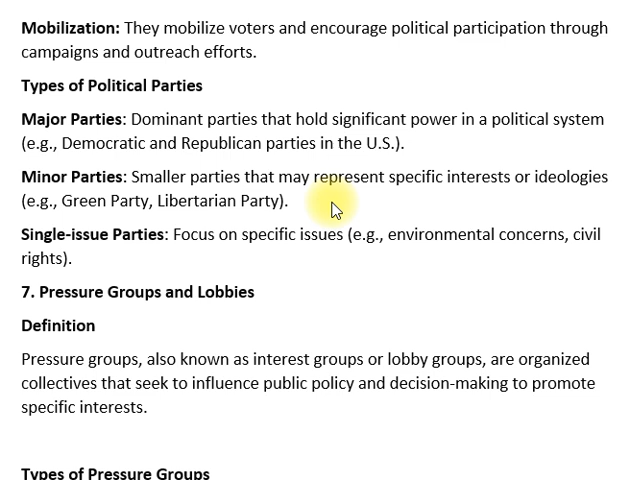 Mobilization: They mobilize voters and encourage political participation through
campaigns and outreach efforts.
Types of Political Parties
Major Parties: Dominant parties that hold significant power in a political system
(e.g., Democratic and Republican parties in the U.S.).
Minor Parties: Smaller parties that may represent specific interests or ideologies
(e.g., Green Party, Libertarian Party).
Single-issue Parties: Focus on specific issues (e.g., environmental concerns, civil
rights).
7. Pressure Groups and Lobbies
Definition
Pressure groups, also known as interest groups or lobby groups, are organized
collectives that seek to influence public policy and decision-making to promote
specific interests.
Types of Pressure Groups